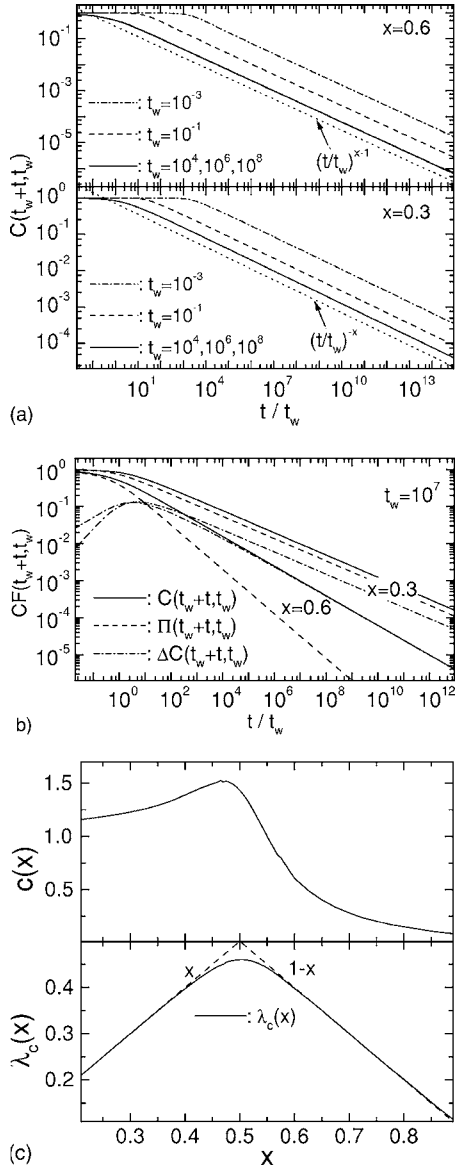 10^-1
x=0.6
10^-3
: t_w=10^-3
: t_w=10^-1
10^-5
: t_w=10^4,10^6,10^8
(t/t_w)^x-1
C(t_w+t,t_w)
10^0
x=0.3
10^-1
10^-2
: t_w=10^-3
10^-3
: t_w=10^-1
10^-4
: t_w=10^4,10^6,10^8
(t/t_w)^-x
10^1 10^4 10^7 10^10 10^13
(a)
t / t_w
10^0
t_w=10^7
10^-1
10^-2
10^-3
10^-4
10^-5
CF(t_w+t,t_w)
x=0.3
x=0.6
: C(t_w+t,t_w)
: Π(t_w+t,t_w)
: ΔC(t_w+t,t_w)
10^0 10^2 10^4 10^6 10^8 10^10 10^12
b)
t / t_w
1.5
1.0
0.5
c(x)
x
1-x
0.4
0.3
0.2
: λ_c(x)
λ_c(x)
0.3 0.4 0.5 0.6 0.7 0.8
(c)
x